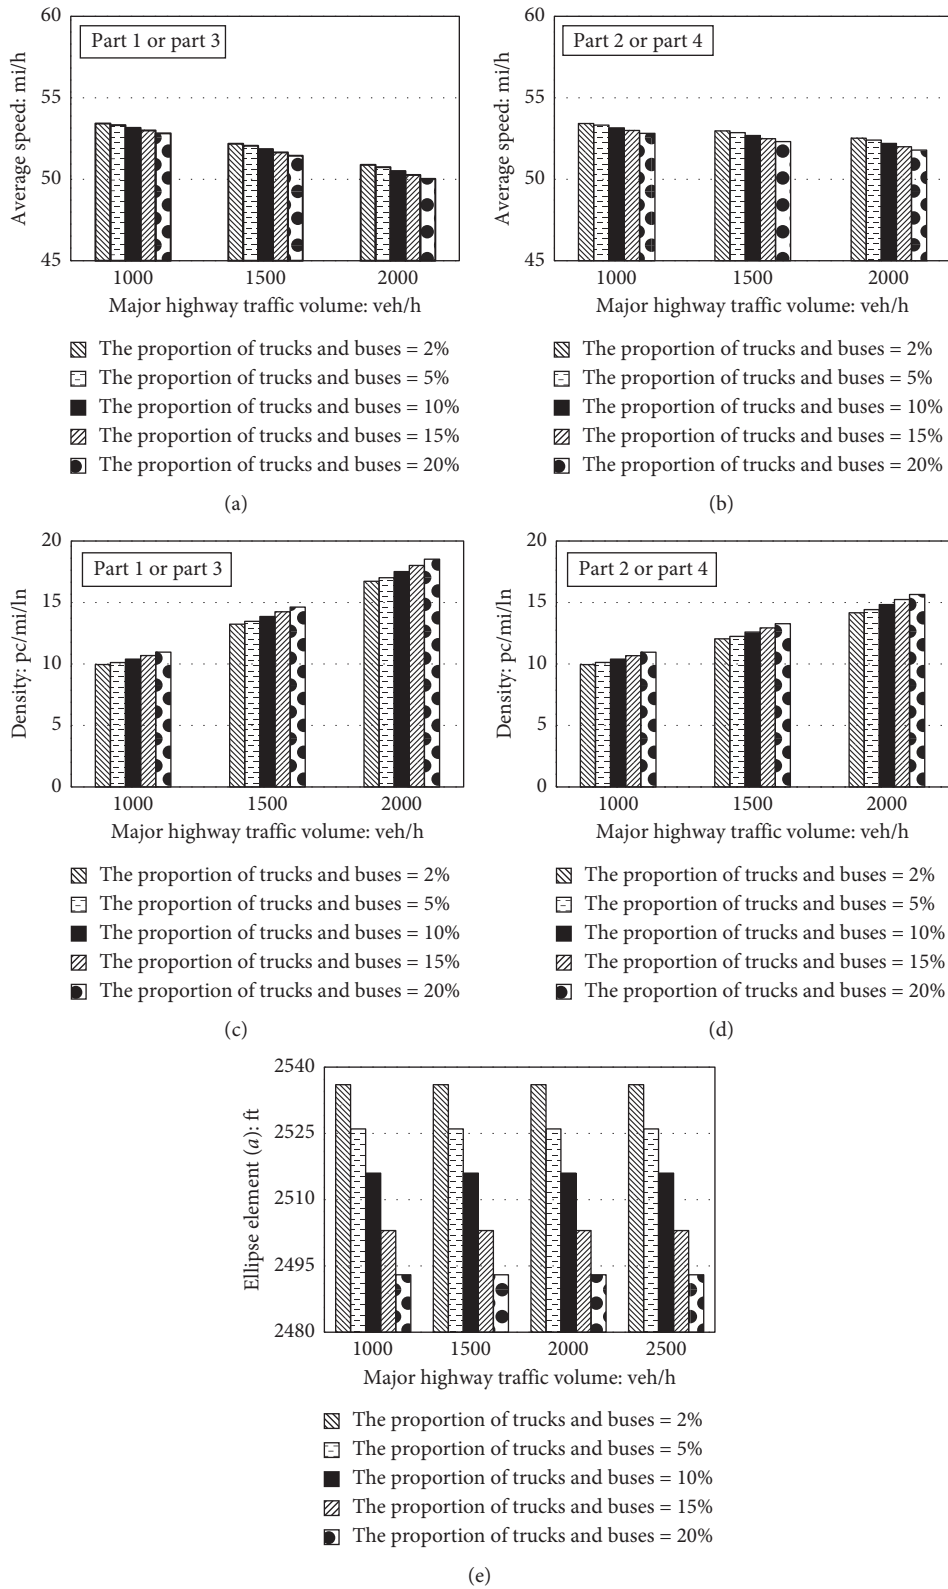 60
55
50
45
Average speed: mi/h
Part 1 or part 3
1000 1500 2000
Major highway traffic volume: veh/h
The proportion of trucks and buses = 2%
The proportion of trucks and buses = 5%
The proportion of trucks and buses = 10%
The proportion of trucks and buses = 15%
The proportion of trucks and buses = 20%
(a)
60
55
50
45
Average speed: mi/h
Part 2 or part 4
1000 1500 2000
Major highway traffic volume: veh/h
The proportion of trucks and buses = 2%
The proportion of trucks and buses = 5%
The proportion of trucks and buses = 10%
The proportion of trucks and buses = 15%
The proportion of trucks and buses = 20%
(b)
20
15
10
5
0
Density: pc/mi/ln
Part 1 or part 3
1000 1500 2000
Major highway traffic volume: veh/h
The proportion of trucks and buses = 2%
The proportion of trucks and buses = 5%
The proportion of trucks and buses = 10%
The proportion of trucks and buses = 15%
The proportion of trucks and buses = 20%
(c)
20
15
10
5
0
Density: pc/mi/ln
Part 2 or part 4
1000 1500 2000
Major highway traffic volume: veh/h
The proportion of trucks and buses = 2%
The proportion of trucks and buses = 5%
The proportion of trucks and buses = 10%
The proportion of trucks and buses = 15%
The proportion of trucks and buses = 20%
(d)
2540
2525
2510
2495
2480
Ellipse element (a): ft
1000 1500 2000 2500
Major highway traffic volume: veh/h
The proportion of trucks and buses = 2%
The proportion of trucks and buses = 5%
The proportion of trucks and buses = 10%
The proportion of trucks and buses = 15%
The proportion of trucks and buses = 20%
(e)